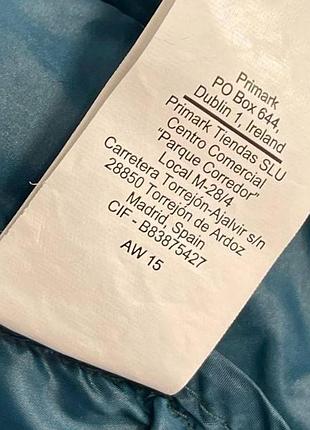 Primark
PO Box 644,
Dublin 1, Ireland
Primark Tiendas SLU
Centro Comercial
"Parque Corredor"
Local M-28/4
Carretera Torrejón-Ajalvir s/n
28850 Torrejón de Ardoz
Madrid, Spain
CIF - B83875427
AW 15